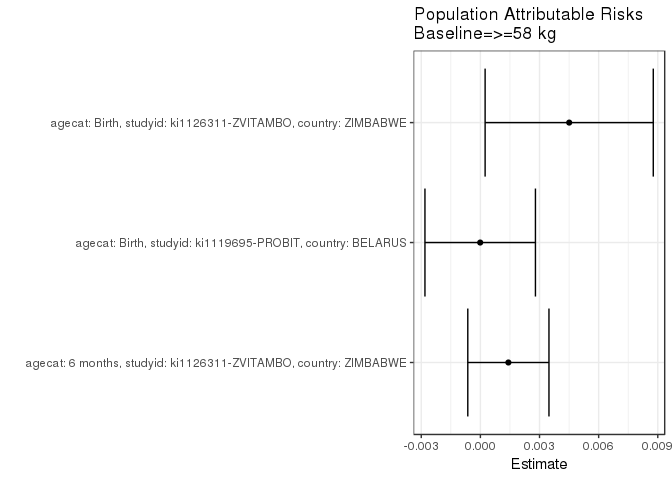 Population Attributable Risks
Baseline=>=58 kg
agecat: Birth, studyid: ki1126311-ZVITAMBO, country: ZIMBABWE
agecat: Birth, studyid: ki1119695-PROBIT, country: BELARUS
agecat: 6 months, studyid: ki1126311-ZVITAMBO, country: ZIMBABWE
-0.003 0.000 0.003 0.006 0.009
Estimate